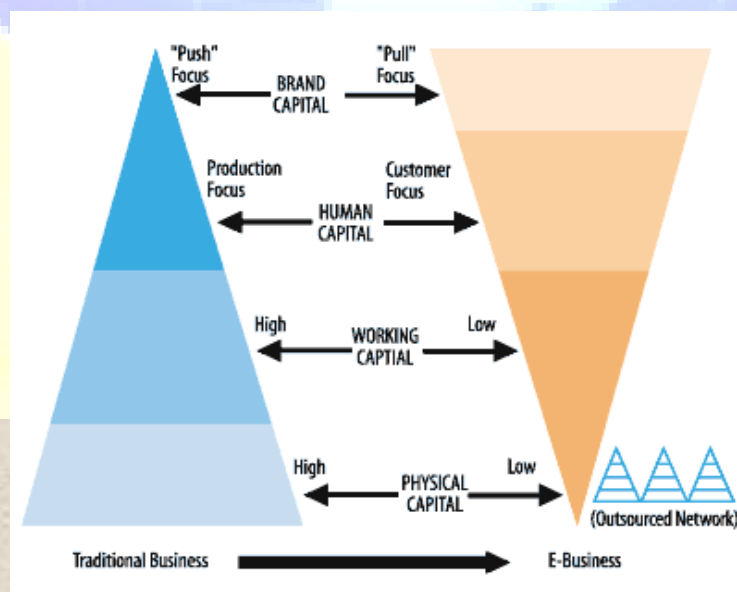 "Push"
Focus
BRAND
CAPITAL
"Pull"
Focus
Production
Focus
HUMAN
CAPITAL
Customer
Focus
High
WORKING
CAPTIAL
Low
High
PHYSICAL
CAPITAL
Low
(Outsourced Network)
Traditional Business
E-Business